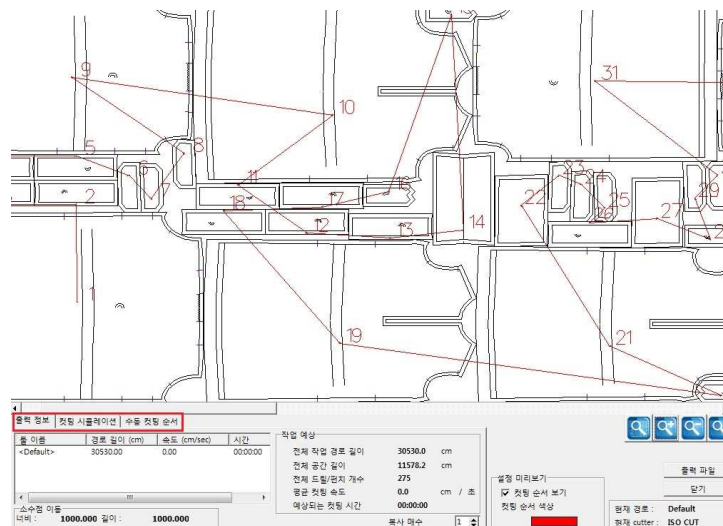 9
10
31
5
6
7
8
11
16
17
2
18
12
13
14
22
23
24
25
26
27
29
1
19
21
출력 정보 컷팅 시뮬레이션 수동 컷팅 순서
툴 이름 경로 길이 (cm) 속도 (cm/sec) 시간
<Default> 30530.00 0.00 00:00:00
작업 예상
전체 작업 경로 길이 30530.0 cm
전체 공간 길이 11578.2 cm
전체 드릴/펀치 개수 275
평균 컷팅 속도 0.0 cm / 초
예상되는 컷팅 시간 00:00:00
복사 매수 1
소수점 이동
너비 : 1000.000 길이 : 1000.000
설정 미리보기
컷팅 순서 보기
컷팅 순서 색상
출력 파일
닫기
현재 경로 : Default
현재 cutter : ISO CUT